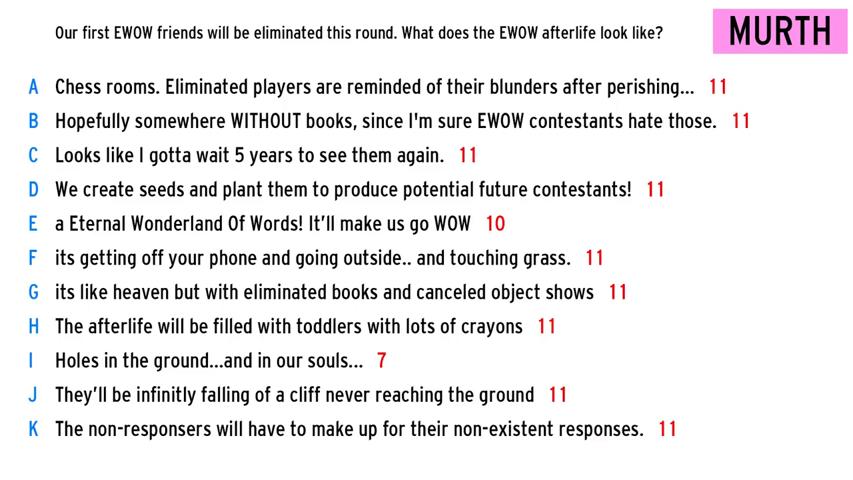 Our first EWOW friends will be eliminated this round. What does the EWOW afterlife look like?
MURTH
A Chess rooms. Eliminated players are reminded of their blunders after perishing... 11
B Hopefully somewhere WITHOUT books, since I'm sure EWOW contestants hate those. 11
C Looks like I gotta wait 5 years to see them again. 11
D We create seeds and plant them to produce potential future contestants! 11
E a Eternal Wonderland Of Words! It'll make us go WOW 10
F its getting off your phone and going outside.. and touching grass. 11
G its like heaven but with eliminated books and canceled object shows 11
H The afterlife will be filled with toddlers with lots of crayons 11
I Holes in the ground...and in our souls... 7
J They'll be infinitly falling of a cliff never reaching the ground 11
K The non-responsers will have to make up for their non-existent responses. 11